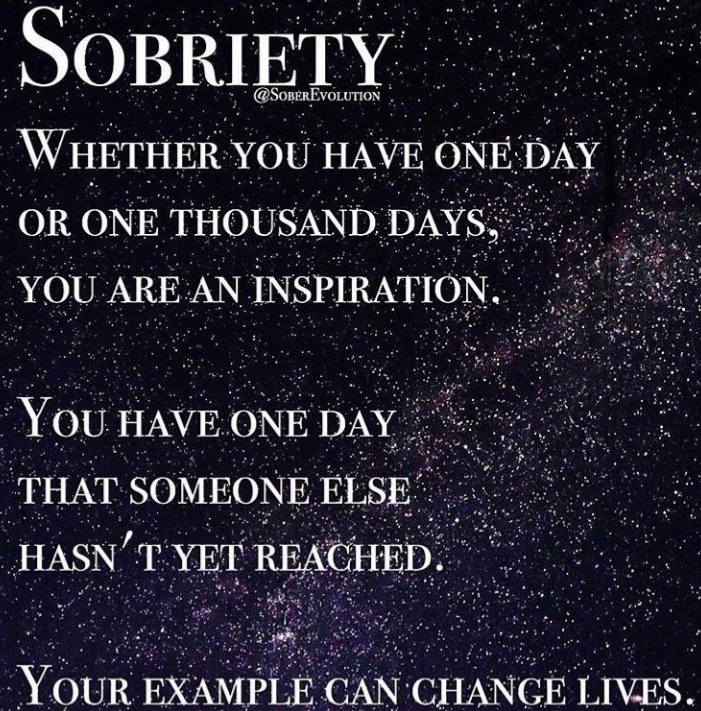 SOBRIETY
@SOBEREVOLUTION
WHETHER YOU HAVE ONE DAY
OR ONE THOUSAND DAYS,
YOU ARE AN INSPIRATION.
YOU HAVE ONE DAY
THAT SOMEONE ELSE
HASN'T YET REACHED.
YOUR EXAMPLE CAN CHANGE LIVES.